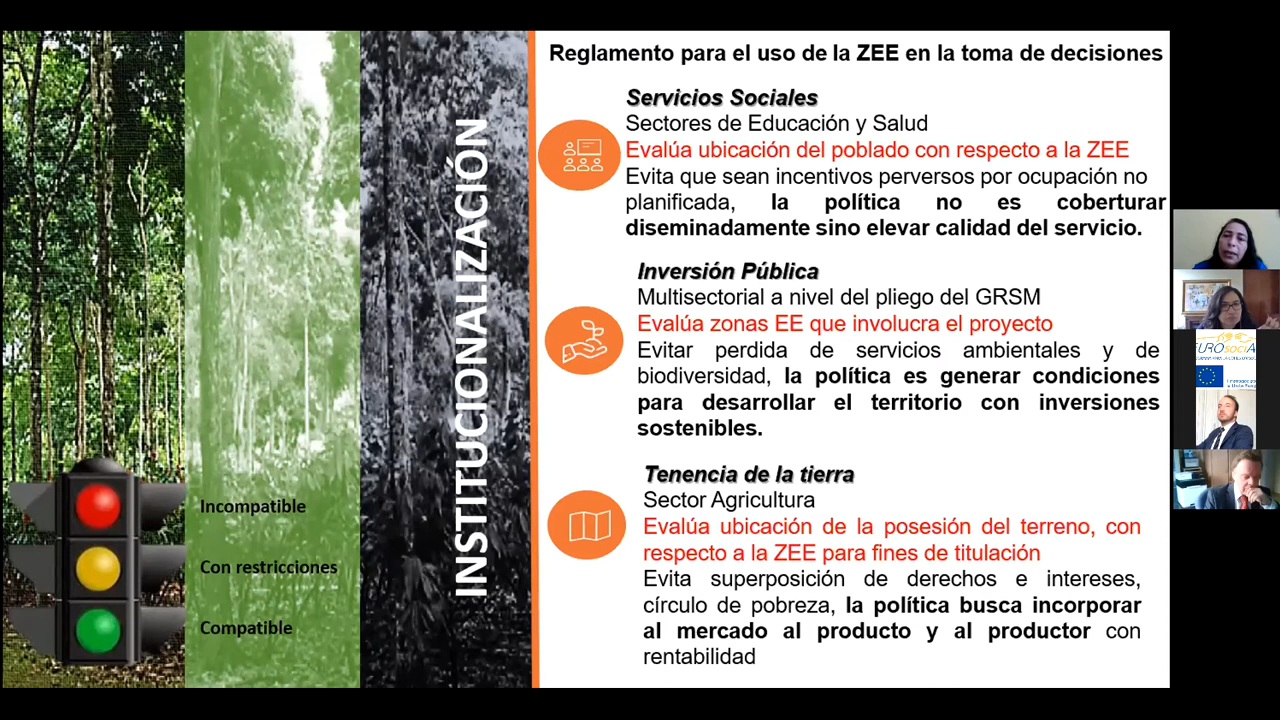 Reglamento para el uso de la ZEE en la toma de decisiones
Servicios Sociales
Sectores de Educación y Salud
Evalúa ubicación del poblado con respecto a la ZEE
Evita que sean incentivos perversos por ocupación no
planificada, la política no es coberturar
diseminadamente sino elevar calidad del servicio.
Inversión Pública
Multisectorial a nivel del pliego del GRSM
Evalúa zonas EE que involucra el proyecto
Evitar perdida de servicios ambientales y de
biodiversidad, la política es generar condiciones
para desarrollar el territorio con inversiones
sostenibles.
Tenencia de la tierra
Sector Agricultura
Evalúa ubicación de la posesión del terreno, con
respecto a la ZEE para fines de titulación
Evita superposición de derechos e intereses,
círculo de pobreza, la política busca incorporar
al mercado al producto y al productor con
rentabilidad
INSTITUCIONALIZACIÓN
Incompatible
Con restricciones
Compatible
EUROsociA